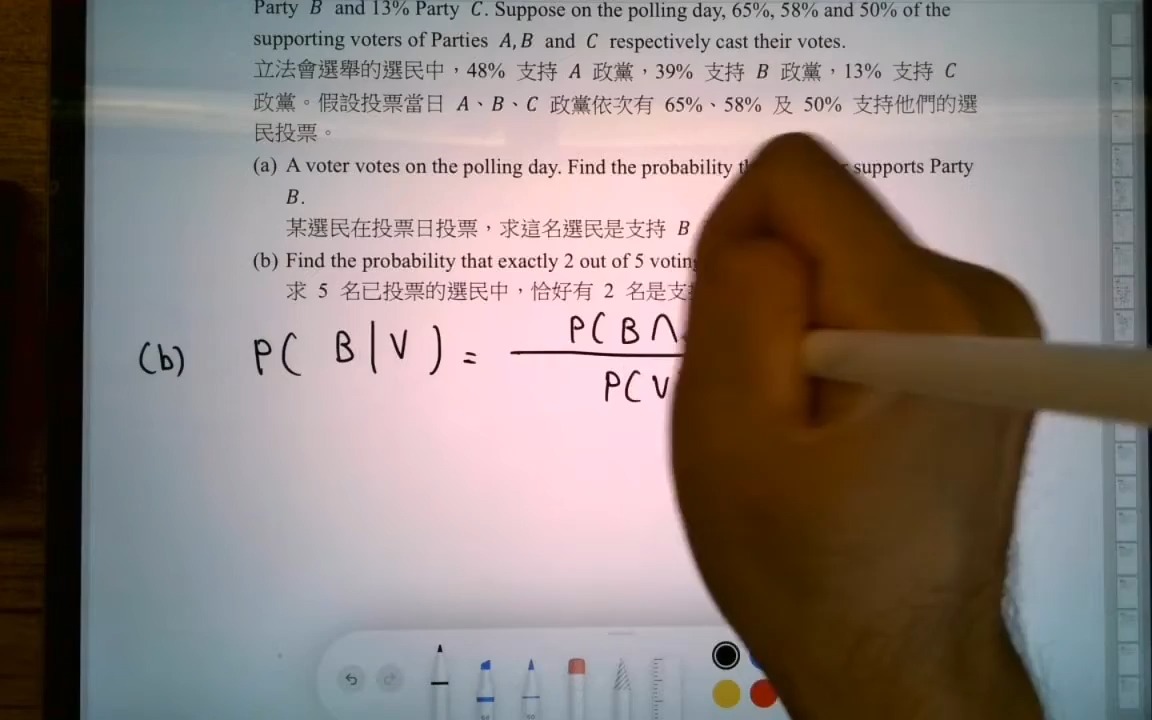 Party B and 13% Party C. Suppose on the polling day, 65%, 58% and 50% of the
supporting voters of Parties A, B and C respectively cast their votes.
立法會選舉的選民中，48% 支持 A 政黨，39% 支持 B 政黨，13% 支持 C
政黨。假設投票當日 A、B、C 政黨依次有 65%、58% 及 50% 支持他們的選
民投票。
(a) A voter votes on the polling day. Find the probability supports Party
B.
某選民在投票日投票，求這名選民是支持 B
(b) Find the probability that exactly 2 out of 5
求 5 名已投票的選民中，恰好有 2 名是支
(b) P( B | V ) = P( B ∩
P( V